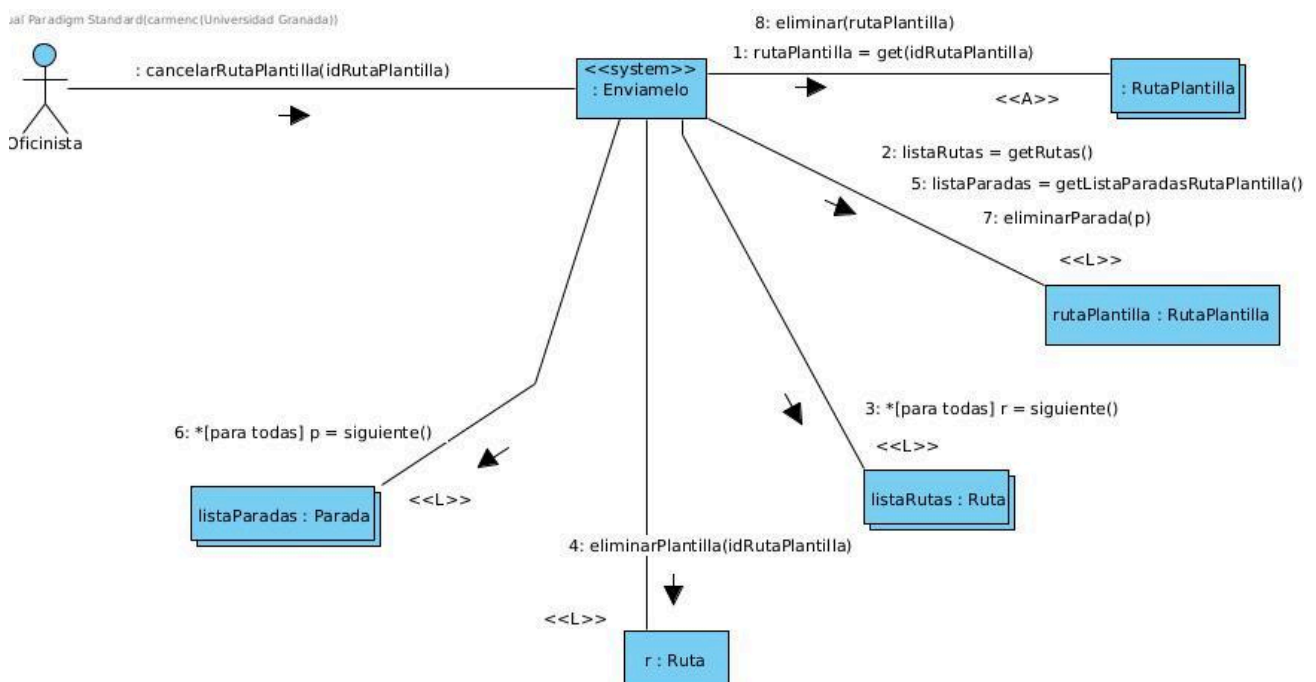 ual Paradigm Standard(carmenc(Universidad Granada))
8: eliminar(rutaPlantilla)
1: rutaPlantilla = get(idRutaPlantilla)
: cancelarRutaPlantilla(idRutaPlantilla)
<<system>>
: Enviamelo
: RutaPlantilla
<<A>>
Oficinista
2: listaRutas = getRutas()
5: listaParadas = getListaParadasRutaPlantilla()
7: eliminarParada(p)
<<L>>
rutaPlantilla : RutaPlantilla
3: *[para todas] r = siguiente()
<<L>>
listaRutas : Ruta
6: *[para todas] p = siguiente()
<<L>>
listaParadas : Parada
4: eliminarPlantilla(idRutaPlantilla)
<<L>>
r : Ruta